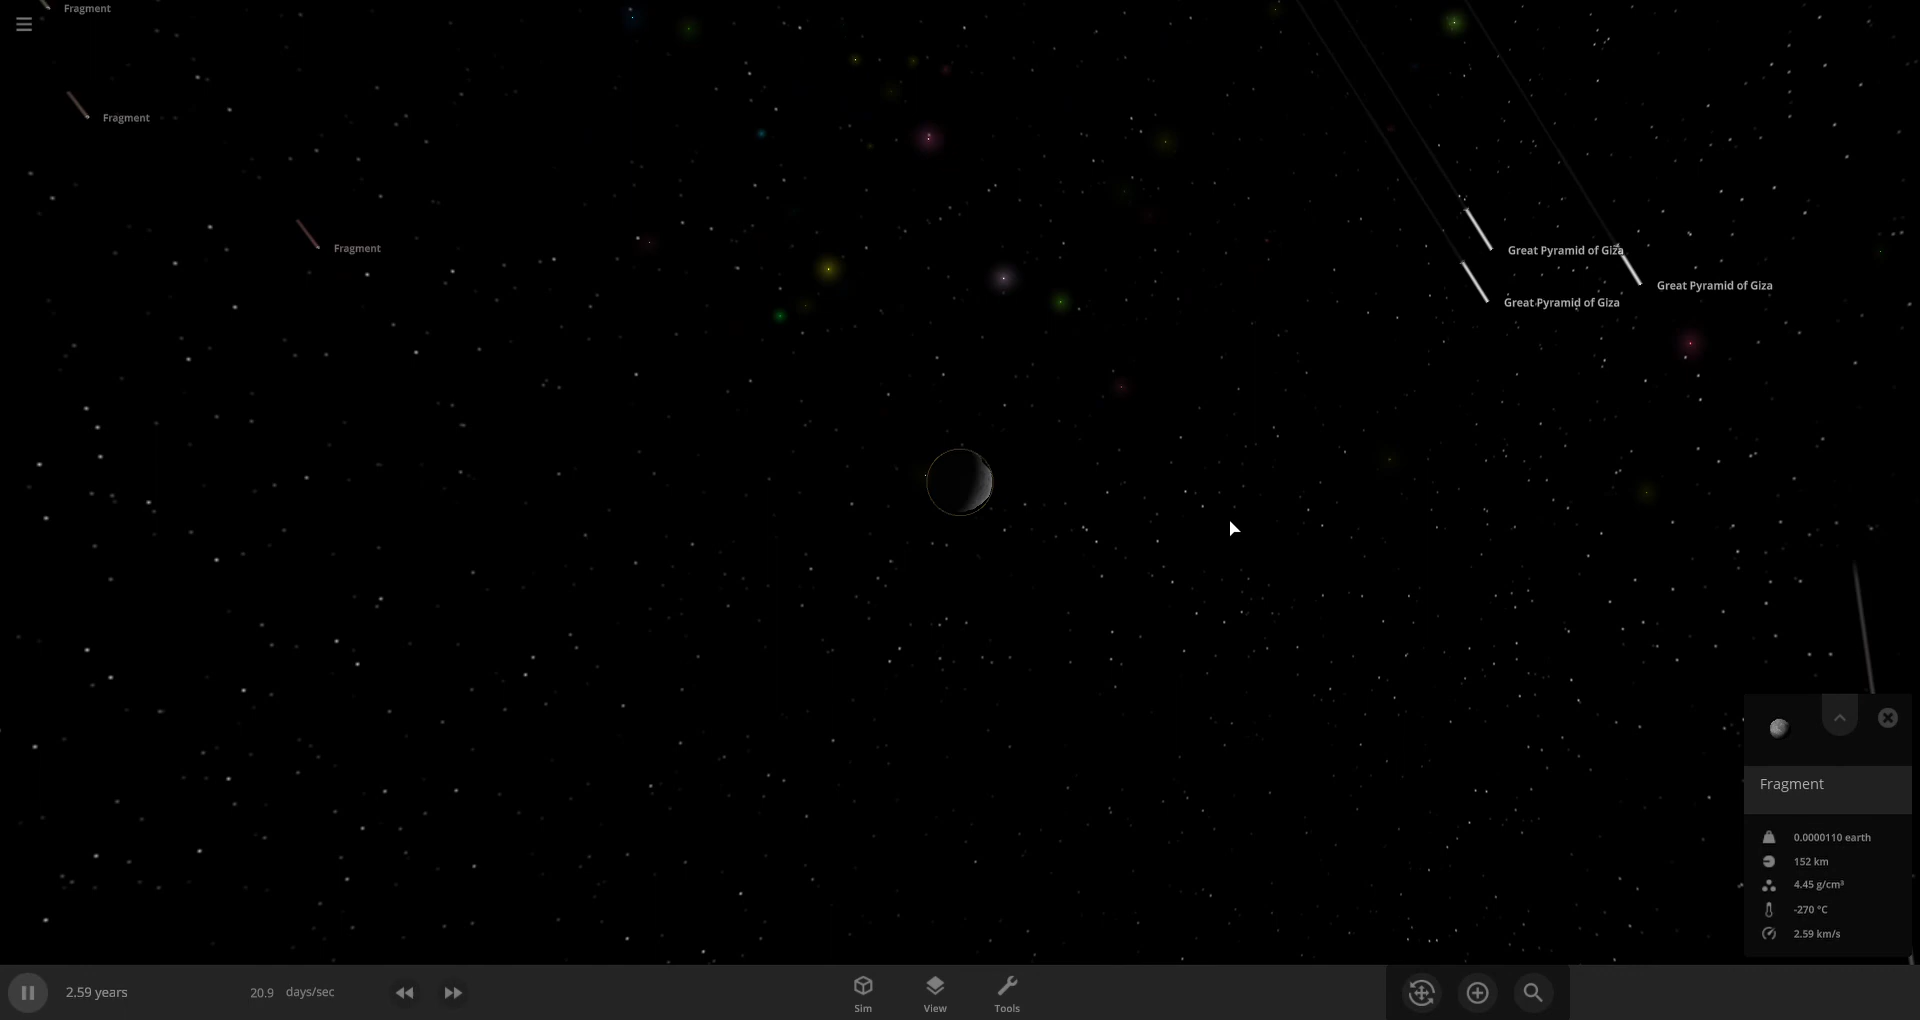 Fragment
Fragment
Fragment
Great Pyramid of Giza
Great Pyramid of Giza
Great Pyramid of Giza
Fragment
0.0000110 earth
152 km
4.45 g/cm³
-270 °C
2.59 km/s
2.59 years
20.9 days/sec
Sim
View
Tools